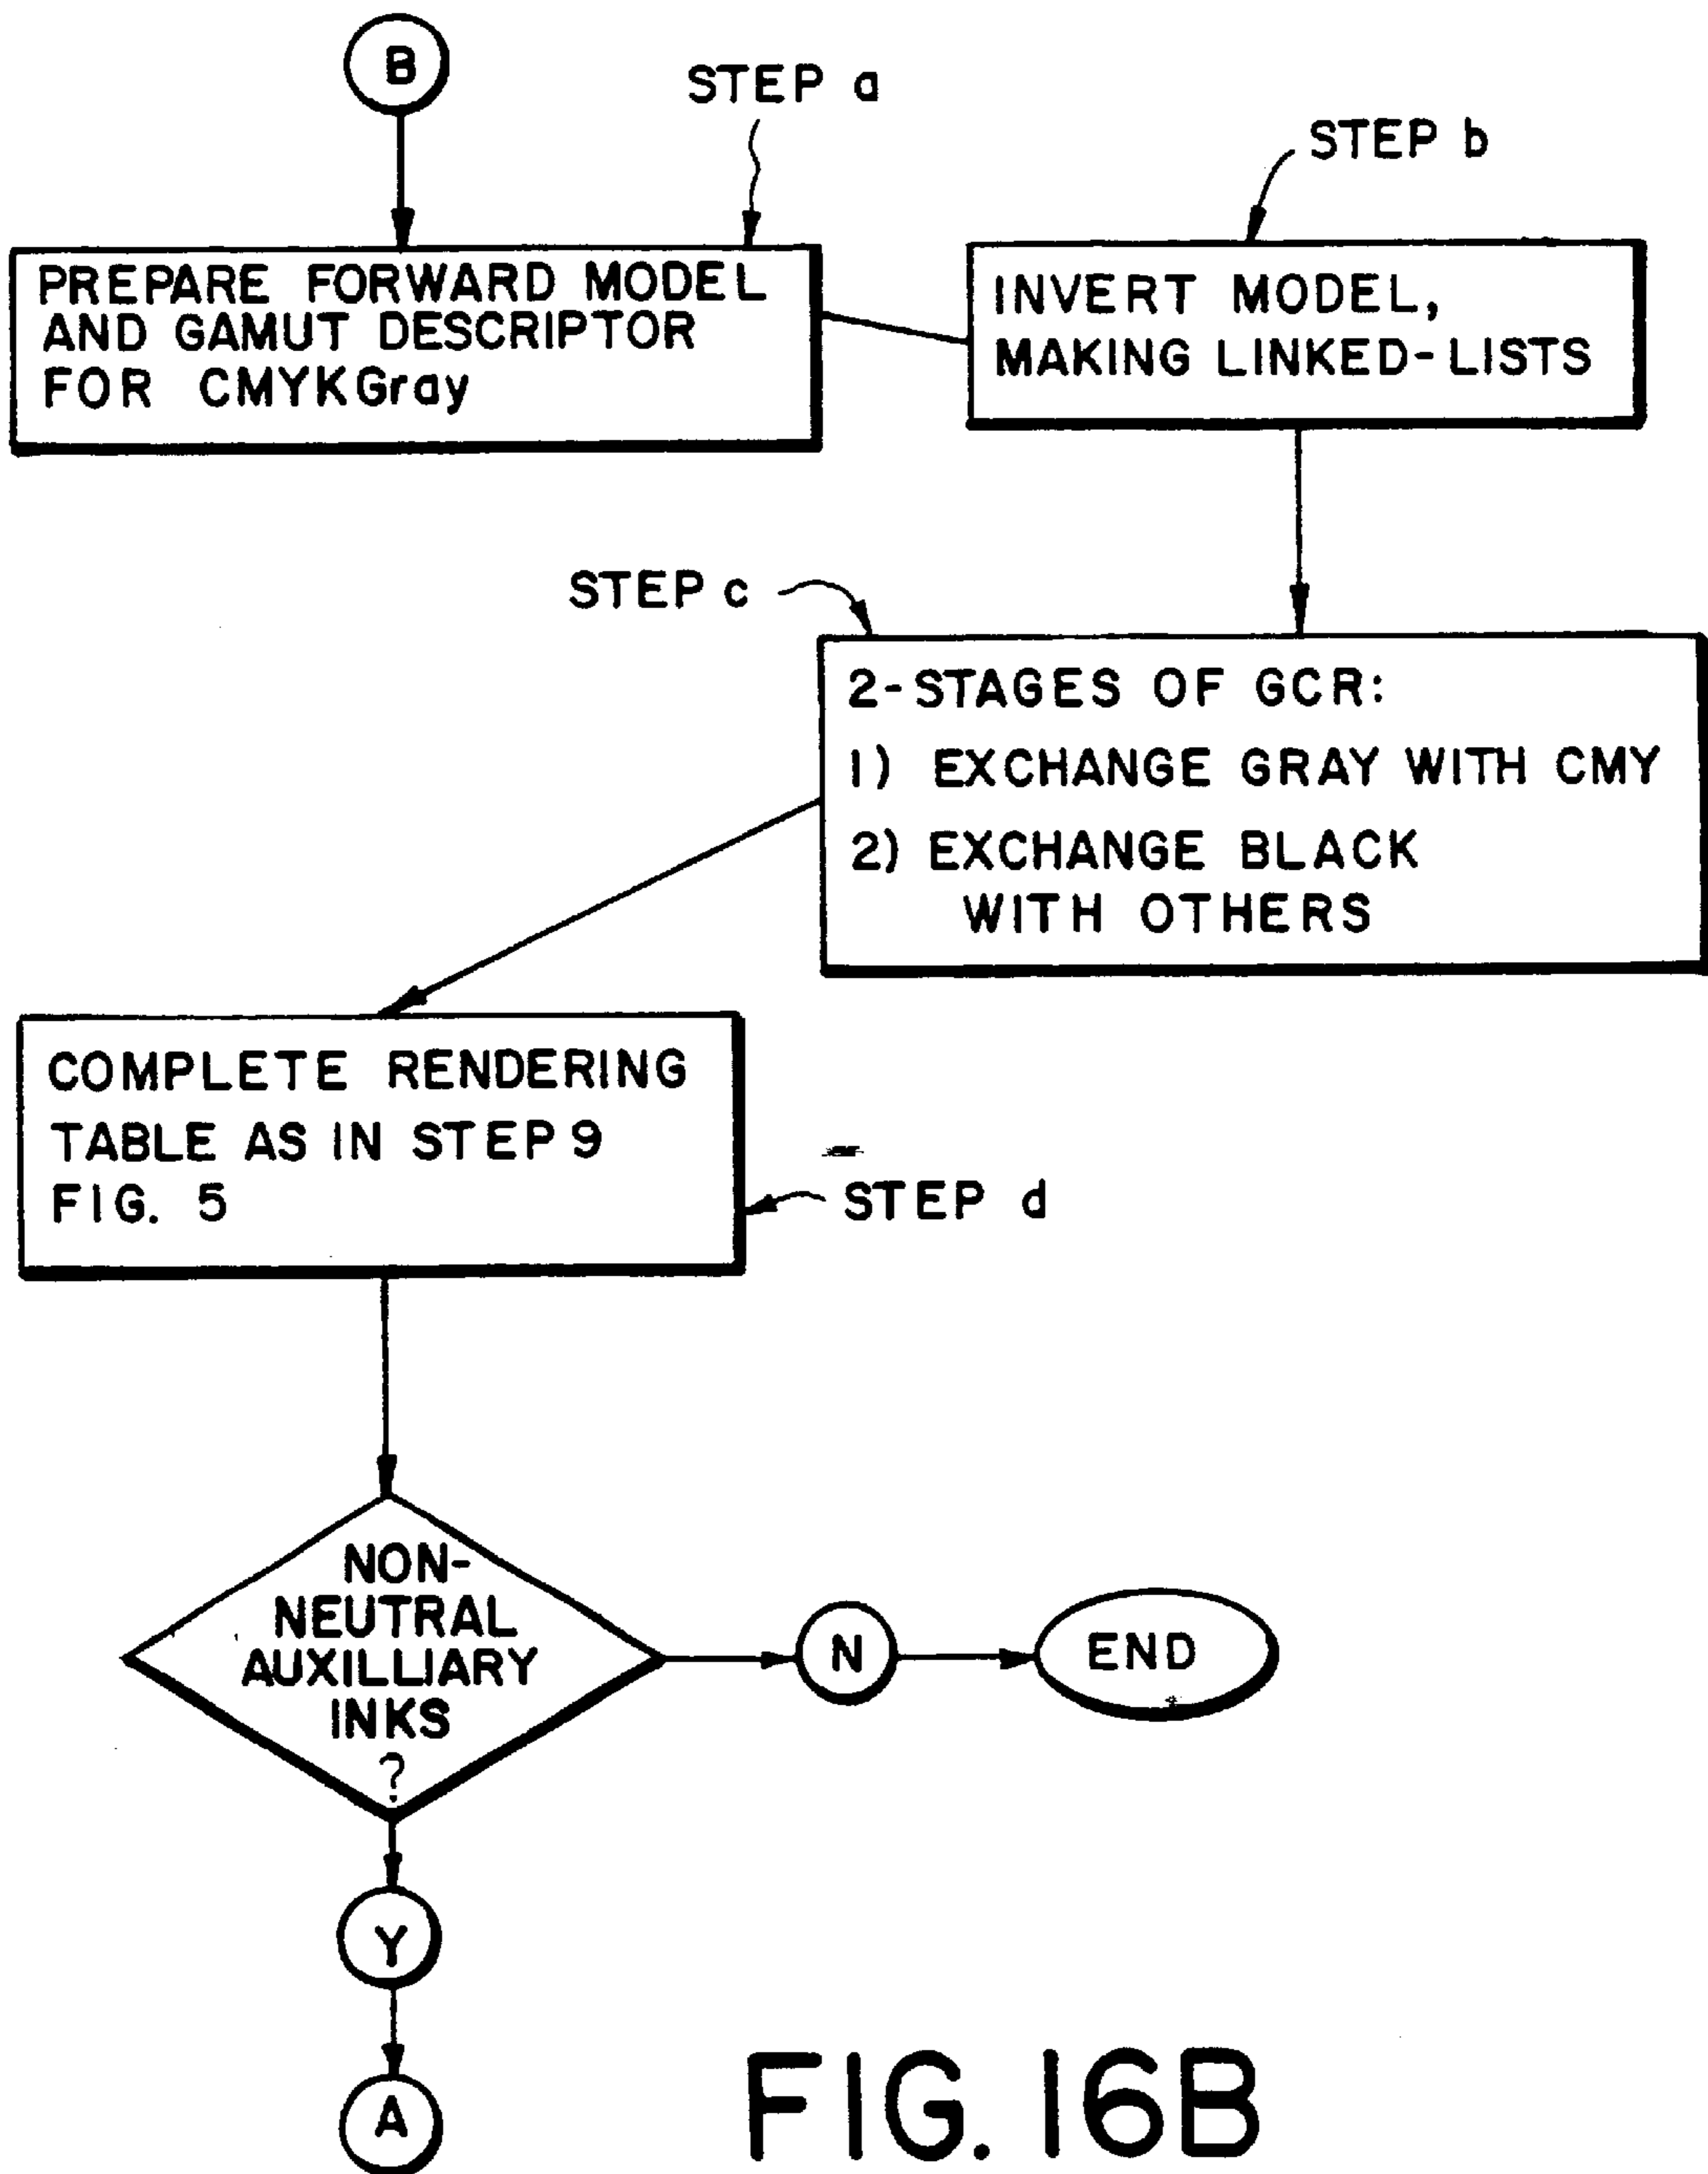 B
STEP a
STEP b
PREPARE FORWARD MODEL
AND GAMUT DESCRIPTOR
FOR CMYKGray
INVERT MODEL,
MAKING LINKED-LISTS
STEP c
2-STAGES OF GCR:
1) EXCHANGE GRAY WITH CMY
2) EXCHANGE BLACK
WITH OTHERS
COMPLETE RENDERING
TABLE AS IN STEP 9
FIG. 5
STEP d
NON-
NEUTRAL
AUXILLIARY
INKS
?
N
END
Y
A
FIG. 16B